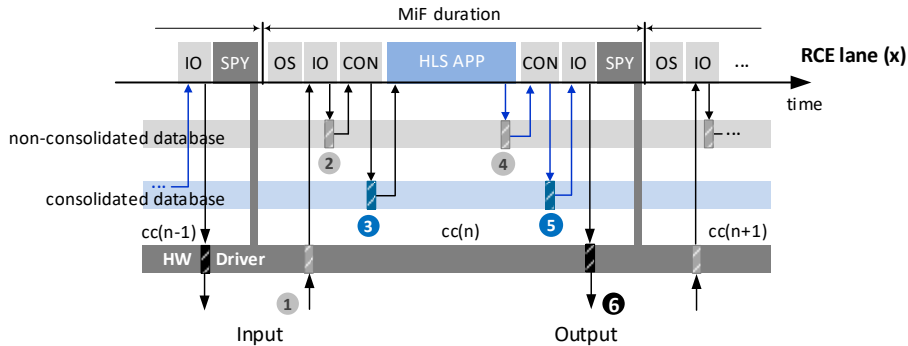 MiF duration
IO SPY OS IO CON HLS APP CON IO SPY OS IO ...
RCE lane (x)
time
non-consolidated database
2
4
...
...
consolidated database
3
5
cc(n-1) cc(n) cc(n+1)
HW Driver
1
6
Input Output